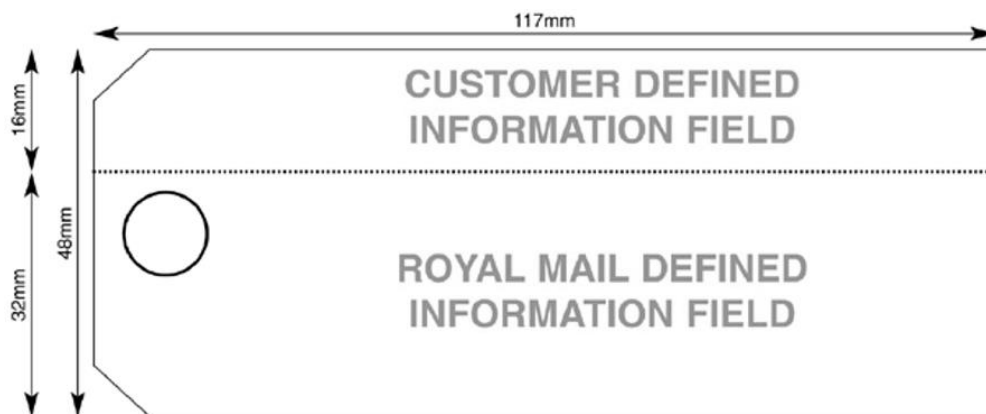 117mm
CUSTOMER DEFINED
INFORMATION FIELD
16mm
48mm
32mm
ROYAL MAIL DEFINED
INFORMATION FIELD